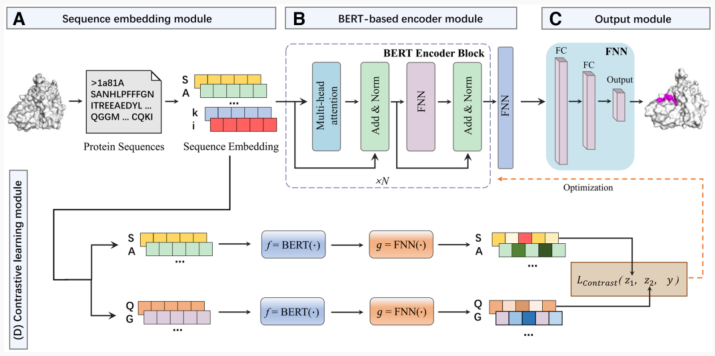 A Sequence embedding module
B BERT-based encoder module
C Output module
>1a81A
SANHLPFFFGN
ITREEAEDYL ...
QGGM ... CQKI
Protein Sequences
S
A
...
k
i
Sequence Embedding
BERT Encoder Block
Multi-head
attention
Add & Norm
FNN
Add & Norm
×N
FNN
FNN
FC
FC
Output
Optimization
(D) Contrastive learning module
S
A
...
f = BERT(·)
g = FNN(·)
S
A
...
Q
G
...
f = BERT(·)
g = FNN(·)
Q
G
...
L_Contrast(z_1, z_2, y)